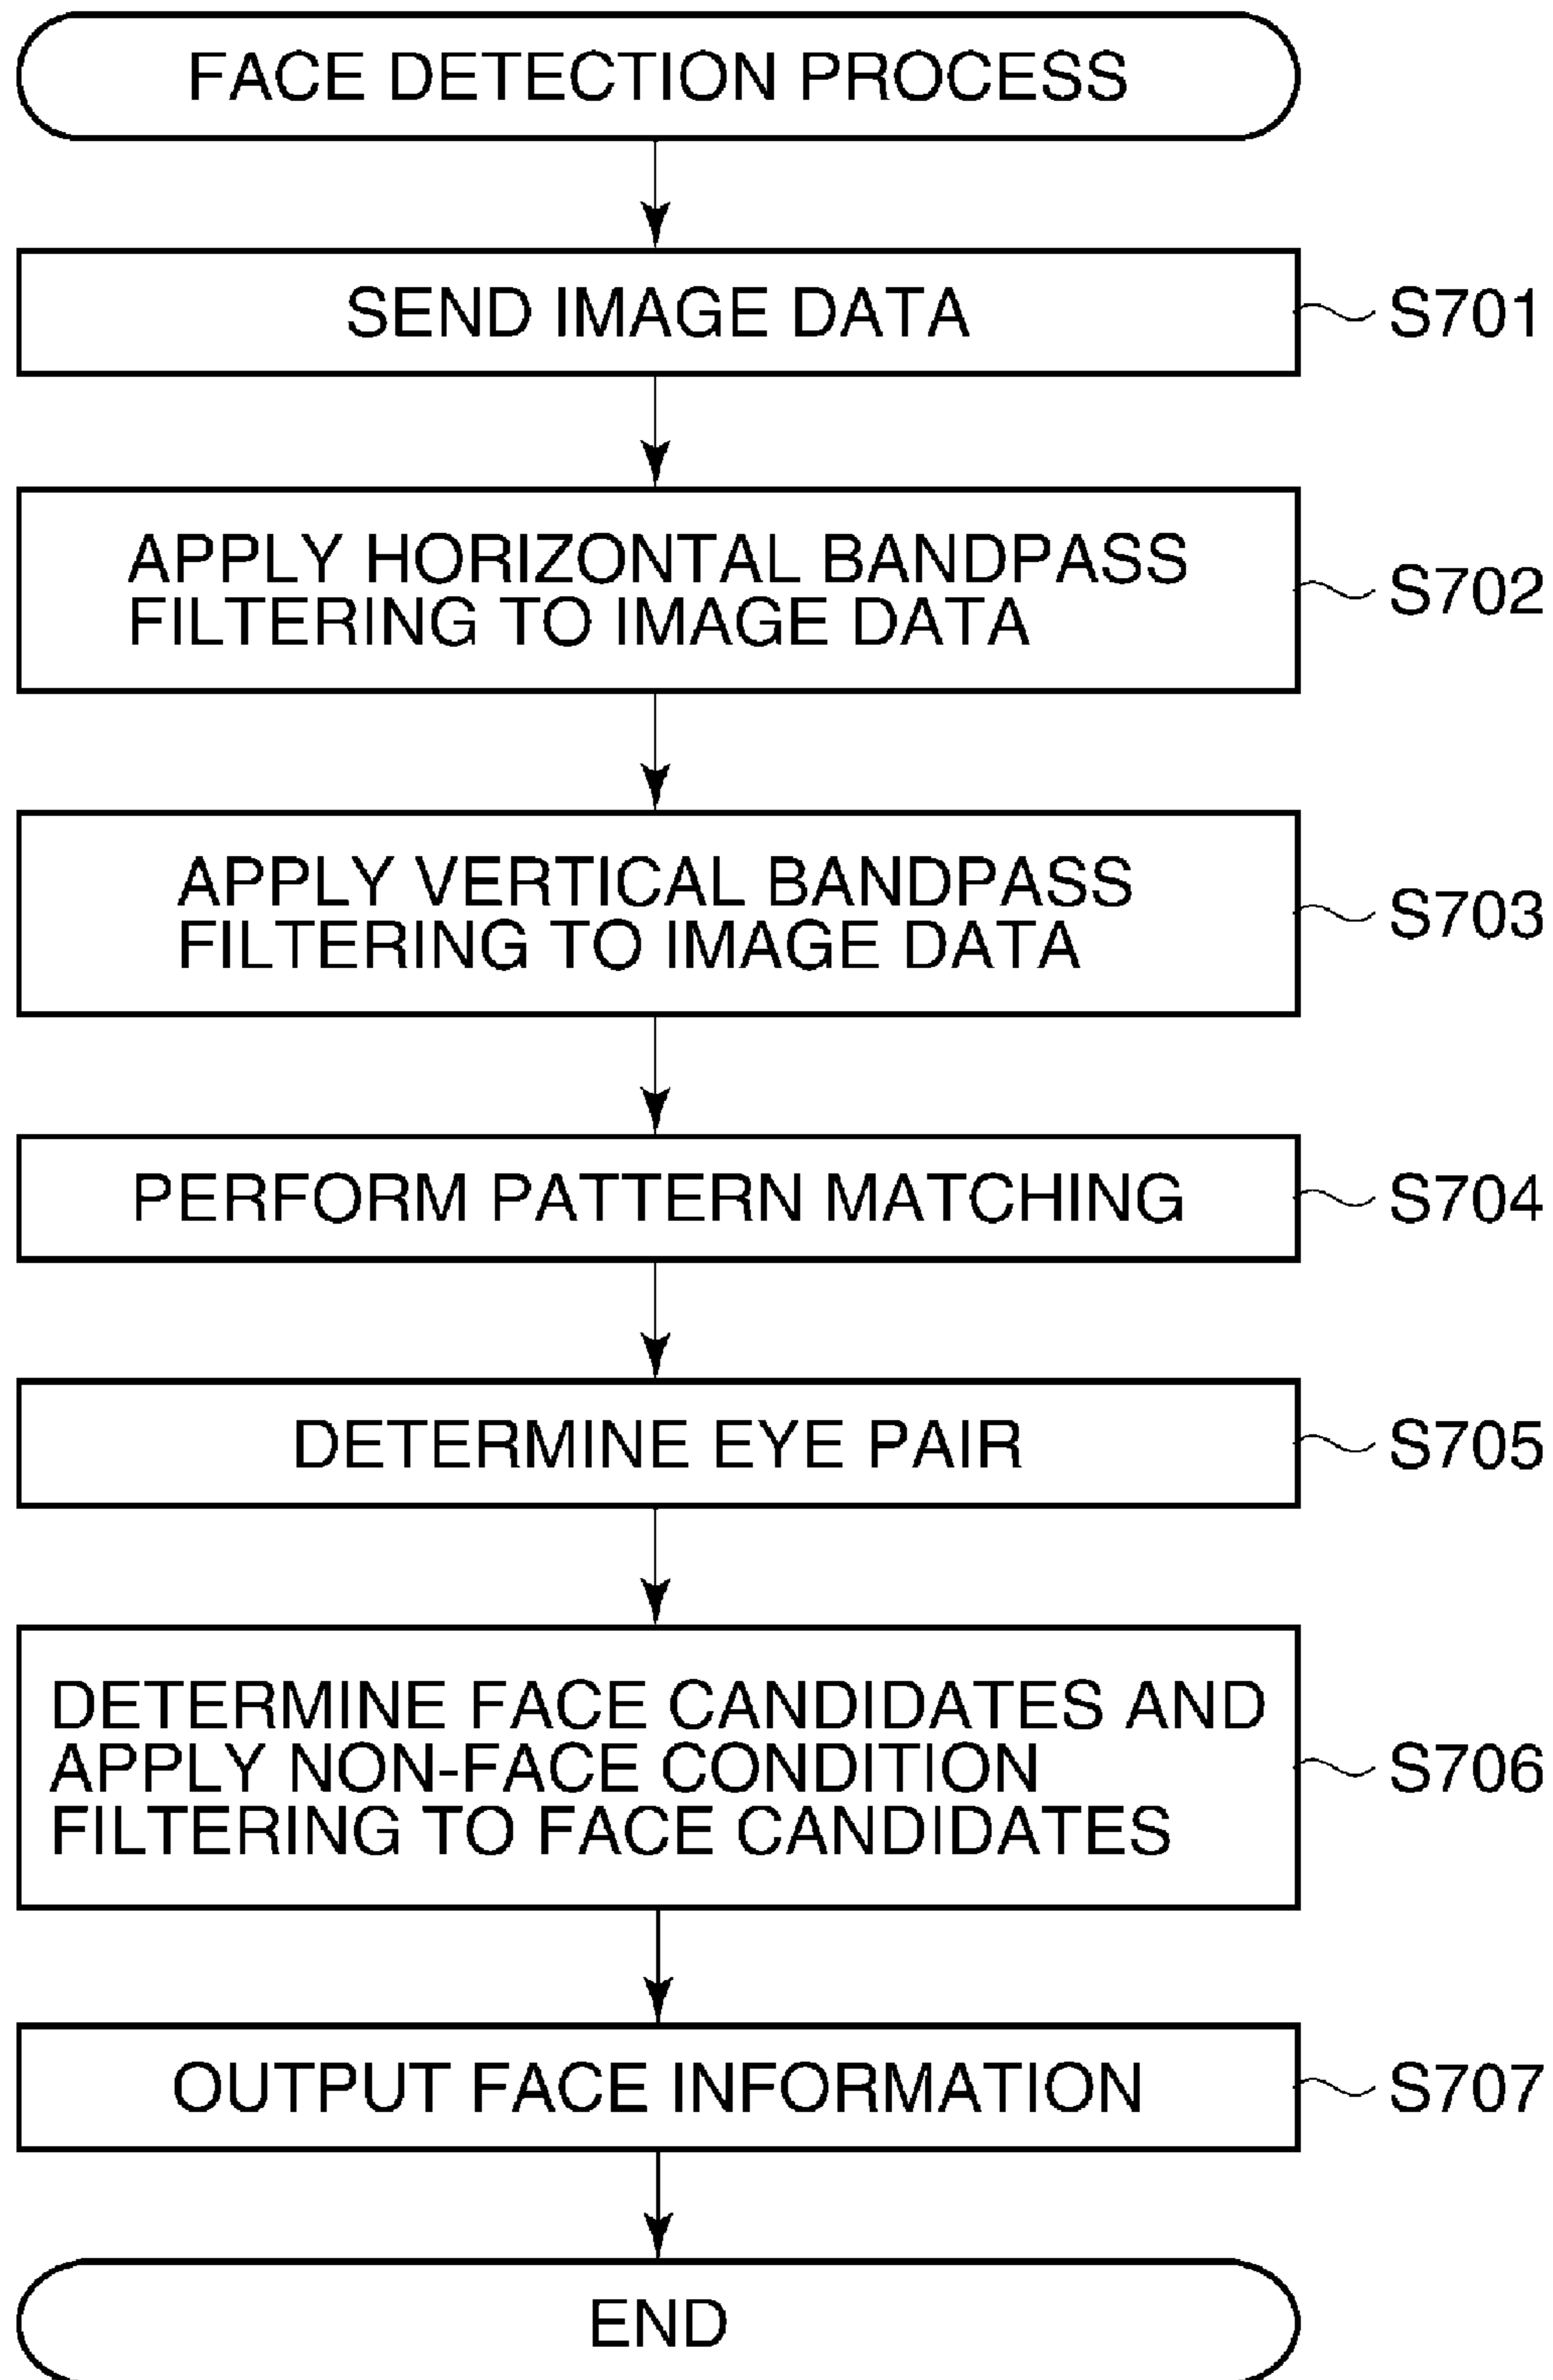 FACE DETECTION PROCESS
SEND IMAGE DATA
S701
APPLY HORIZONTAL BANDPASS
FILTERING TO IMAGE DATA
S702
APPLY VERTICAL BANDPASS
FILTERING TO IMAGE DATA
S703
PERFORM PATTERN MATCHING
S704
DETERMINE EYE PAIR
S705
DETERMINE FACE CANDIDATES AND
APPLY NON-FACE CONDITION
FILTERING TO FACE CANDIDATES
S706
OUTPUT FACE INFORMATION
S707
END